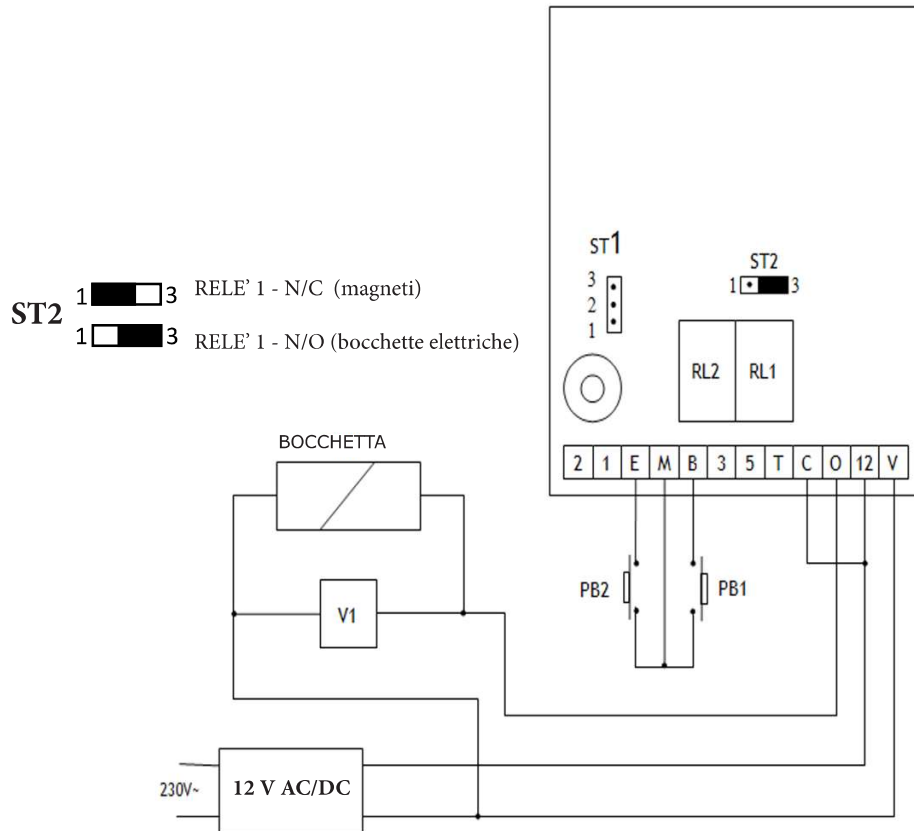 ST1
3
2
1
ST2
1 3
ST2
1 3 RELE’ 1 - N/C (magneti)
1 3 RELE’ 1 - N/O (bocchette elettriche)
RL2 RL1
BOCCHETTA
2 1 E M B 3 5 T C O 12 V
PB2 PB1
V1
230V~
12 V AC/DC